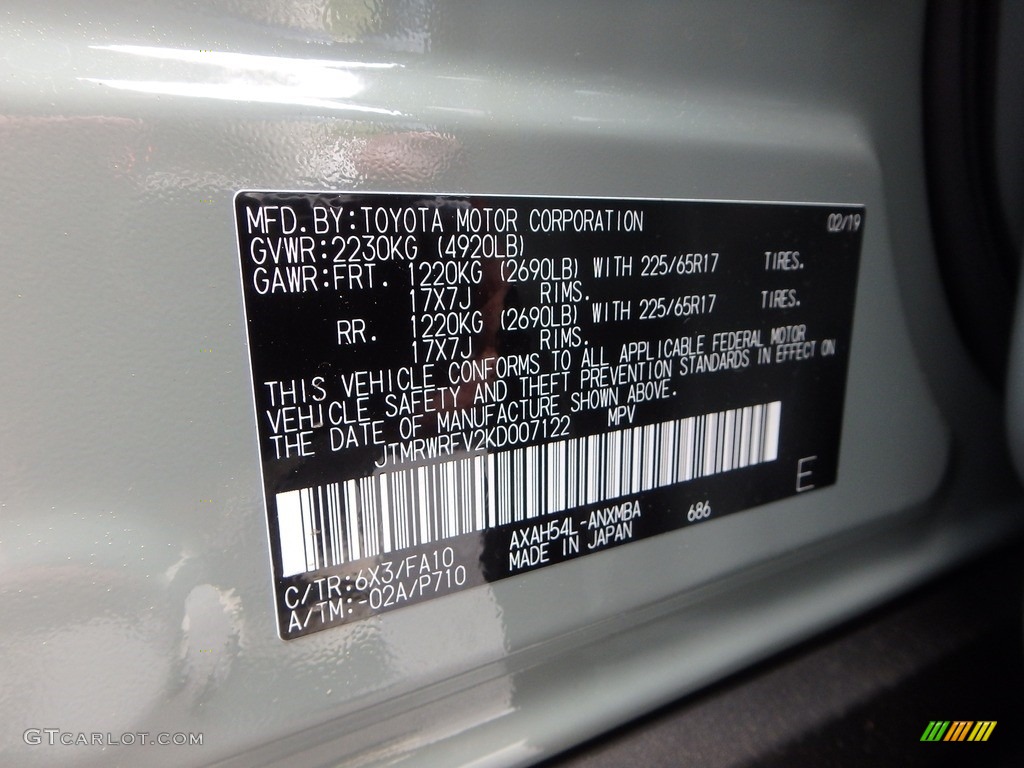 MFD.BY:TOYOTA MOTOR CORPORATION 02/19
GVWR:2230KG (4920LB)
GAWR:FRT. 1220KG (2690LB) WITH 225/65R17 TIRES.
17X7J RIMS.
RR. 1220KG (2690LB) WITH 225/65R17 TIRES.
17X7J RIMS.
THIS VEHICLE CONFORMS TO ALL APPLICABLE FEDERAL MOTOR
VEHICLE SAFETY AND THEFT PREVENTION STANDARDS IN EFFECT ON
THE DATE OF MANUFACTURE SHOWN ABOVE.
JTMRWRFV2KD007122 MPV
E
C/TR:6X3/FA10 AXAH54L-ANXMBA 686
A/TM:-02A/P710 MADE IN JAPAN
GTCARLOT.COM